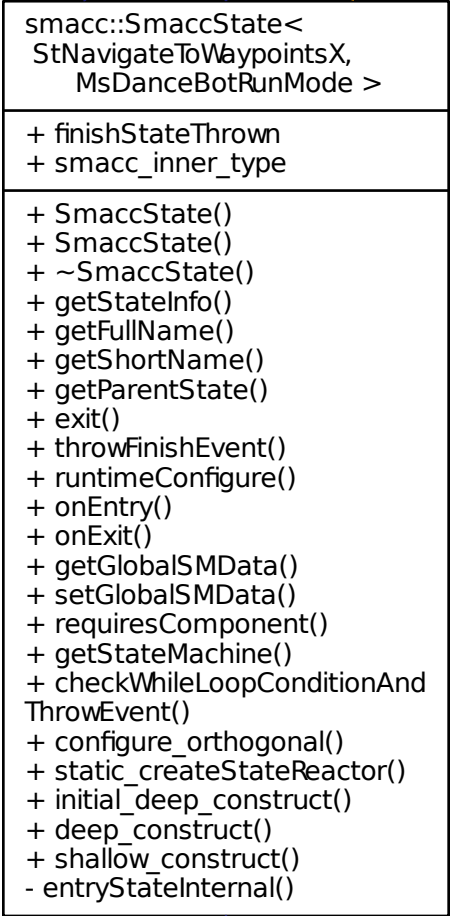 smacc::SmaccState<
StNavigateToWaypointsX,
MsDanceBotRunMode >
+ finishStateThrown
+ smacc_inner_type
+ SmaccState()
+ SmaccState()
+ ~SmaccState()
+ getStateInfo()
+ getFullName()
+ getShortName()
+ getParentState()
+ exit()
+ throwFinishEvent()
+ runtimeConfigure()
+ onEntry()
+ onExit()
+ getGlobalSMData()
+ setGlobalSMData()
+ requiresComponent()
+ getStateMachine()
+ checkWhileLoopConditionAnd
ThrowEvent()
+ configure_orthogonal()
+ static_createStateReactor()
+ initial_deep_construct()
+ deep_construct()
+ shallow_construct()
- entryStateInternal()